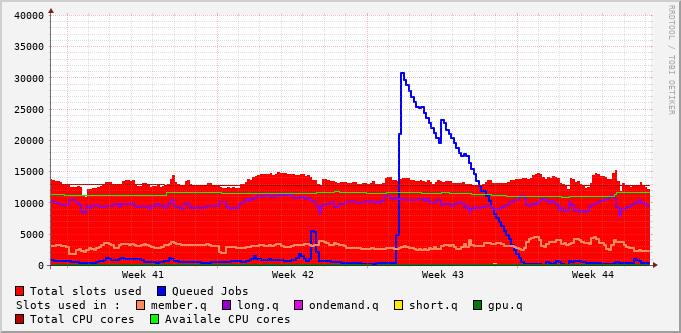 40000
35000
30000
25000
20000
15000
10000
5000
0
Week 41 Week 42 Week 43 Week 44
RRDTOOL / TOBI OETIKER
Total slots used Queued Jobs
Slots used in : member.q long.q ondemand.q short.q gpu.q
Total CPU cores Availale CPU cores